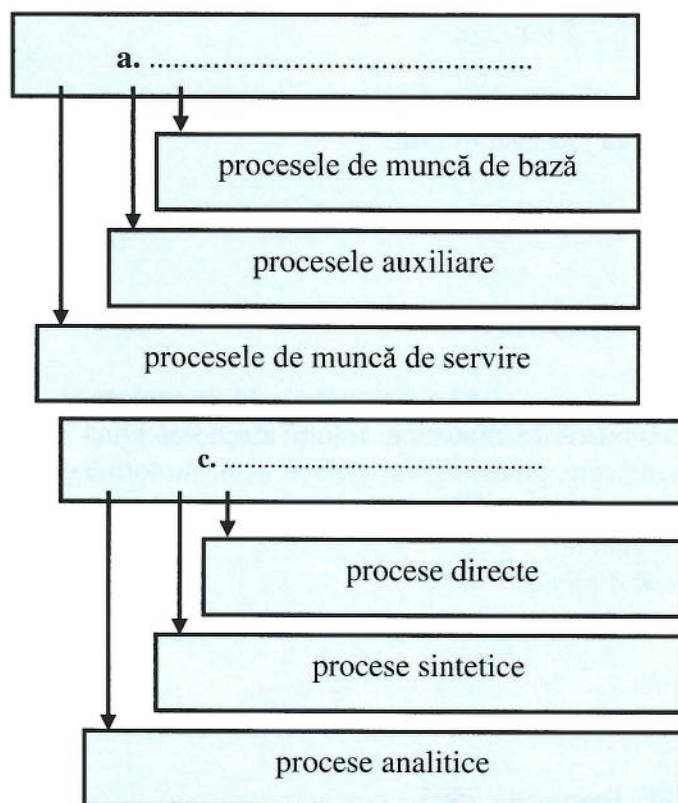 a. ................................................
procesele de muncă de bază
procesele auxiliare
procesele de muncă de servire
c. ..........................................
procese directe
procese sintetice
procese analitice